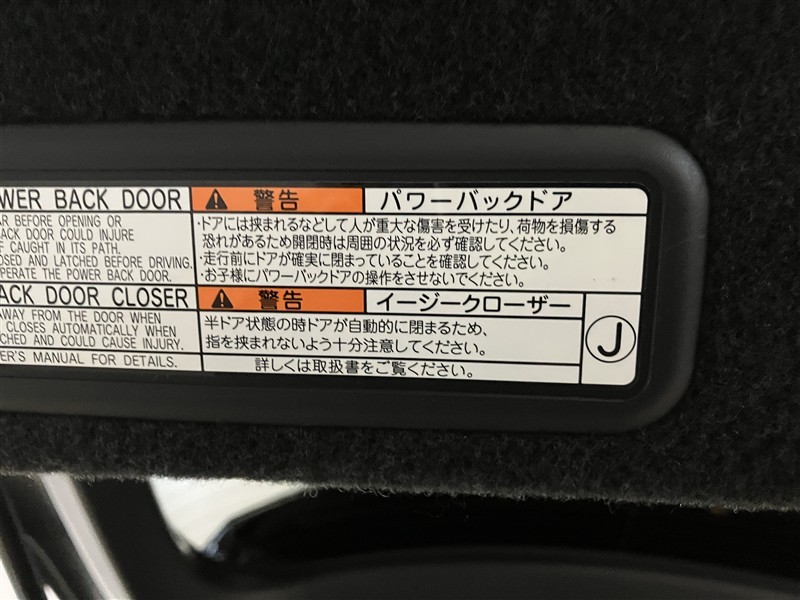 WER BACK DOOR
AR BEFORE OPENING OR
ACK DOOR COULD INJURE
F CAUGHT IN ITS PATH.
OSED AND LATCHED BEFORE DRIVING.
PERATE THE POWER BACK DOOR.
ACK DOOR CLOSER
AWAY FROM THE DOOR WHEN
CLOSES AUTOMATICALLY WHEN
TCHED AND COULD CAUSE INJURY.
ER'S MANUAL FOR DETAILS.
警告 パワーバックドア
・ドアには挟まれるなどして人が重大な傷害を受けたり、荷物を損傷する
恐れがあるため開閉時は周囲の状況を必ず確認してください。
・走行前にドアが確実に閉まっていることを確認してください。
・お子様にパワーバックドアの操作をさせないでください。
警告 イージークローザー
半ドア状態の時ドアが自動的に閉まるため、
指を挟まれないよう十分注意してください。
詳しくは取扱書をご覧ください。
J